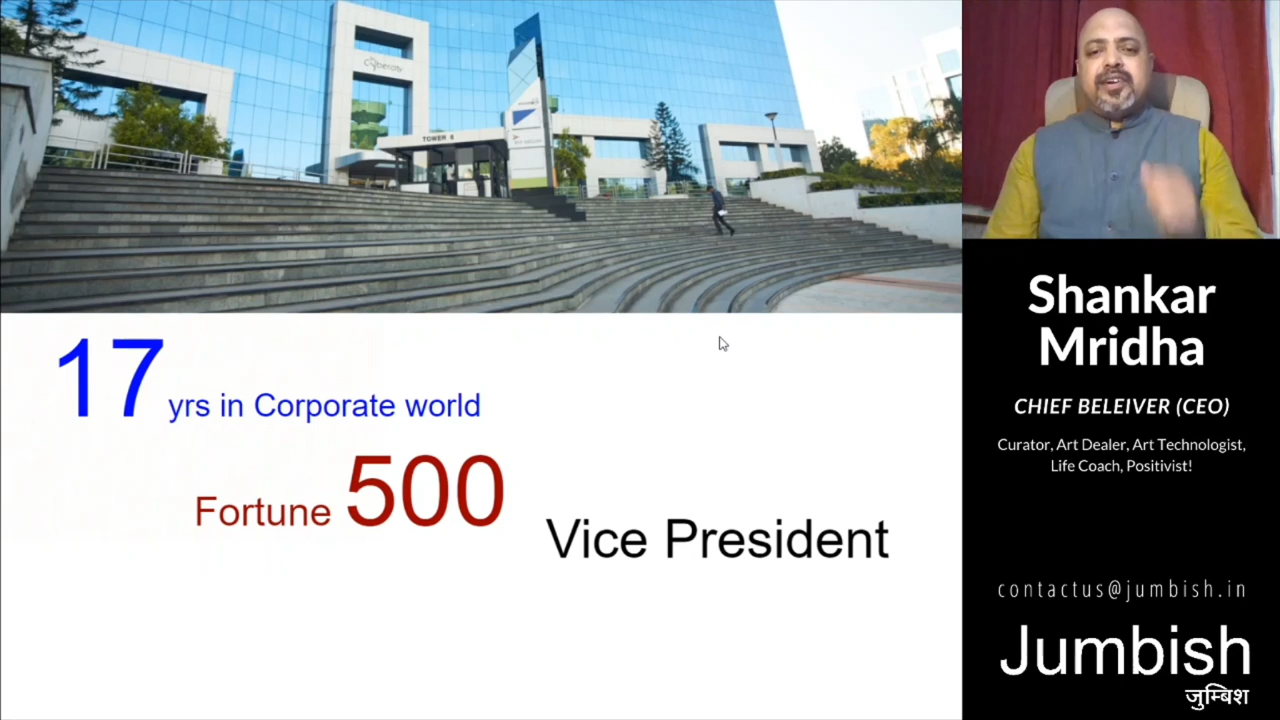 cybercity
TOWER 8
17 yrs in Corporate world
Fortune 500
Vice President
Shankar
Mridha
CHIEF BELEIVER (CEO)
Curator, Art Dealer, Art Technologist,
Life Coach, Positivist!
contactus@jumbish.in
Jumbish
जुम्बिश